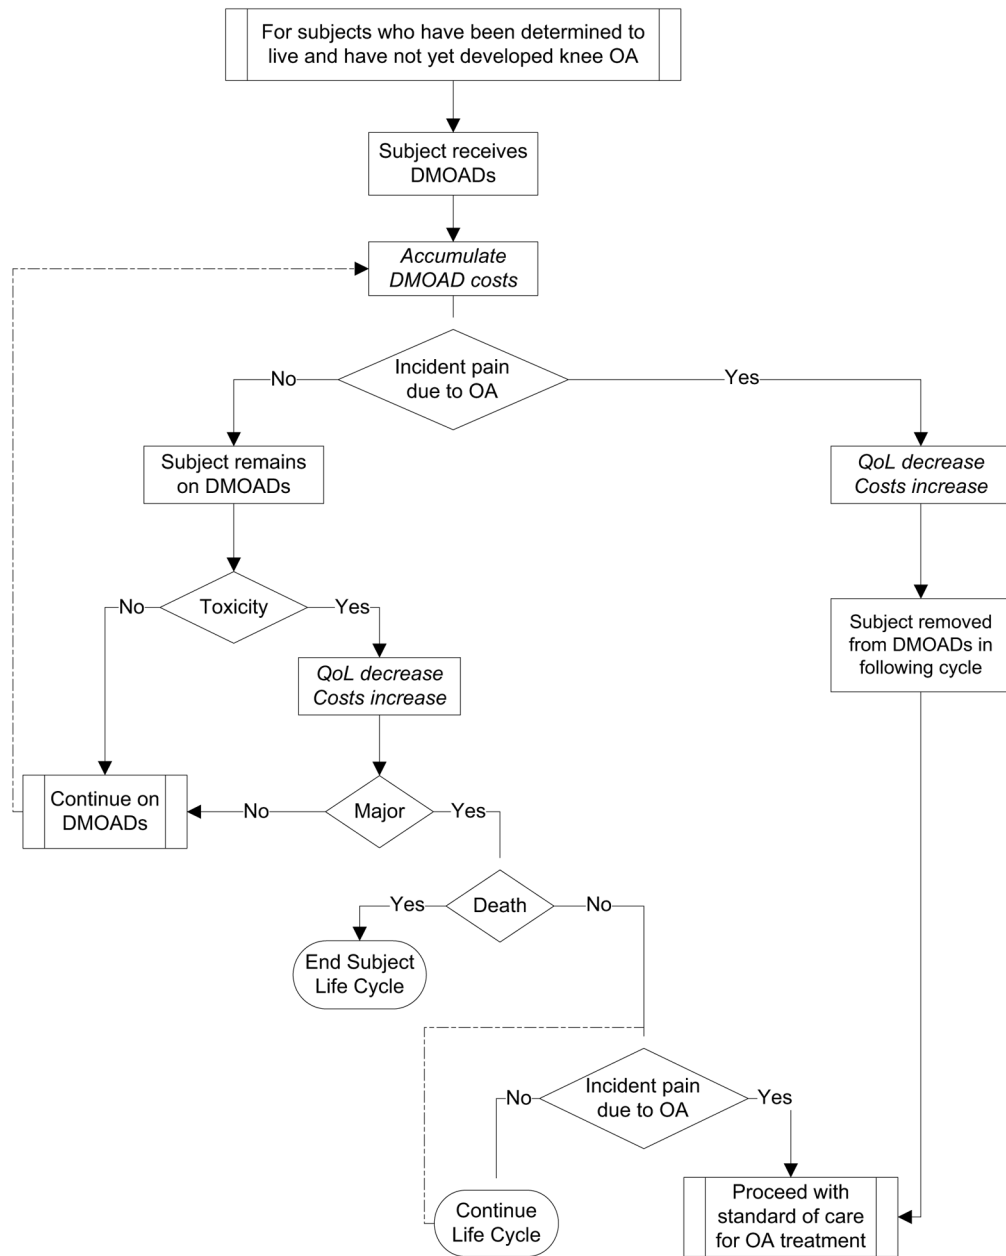 For subjects who have been determined to
live and have not yet developed knee OA
Subject receives
DMOADs
Accumulate
DMOAD costs
Incident pain
due to OA
No
Yes
Subject remains
on DMOADs
QoL decrease
Costs increase
Toxicity
No
Yes
Subject removed
from DMOADs in
following cycle
QoL decrease
Costs increase
Continue on
DMOADs
No
Major
Yes
Yes
Death
No
End Subject
Life Cycle
Incident pain
due to OA
No
Yes
Continue
Life Cycle
Proceed with
standard of care
for OA treatment